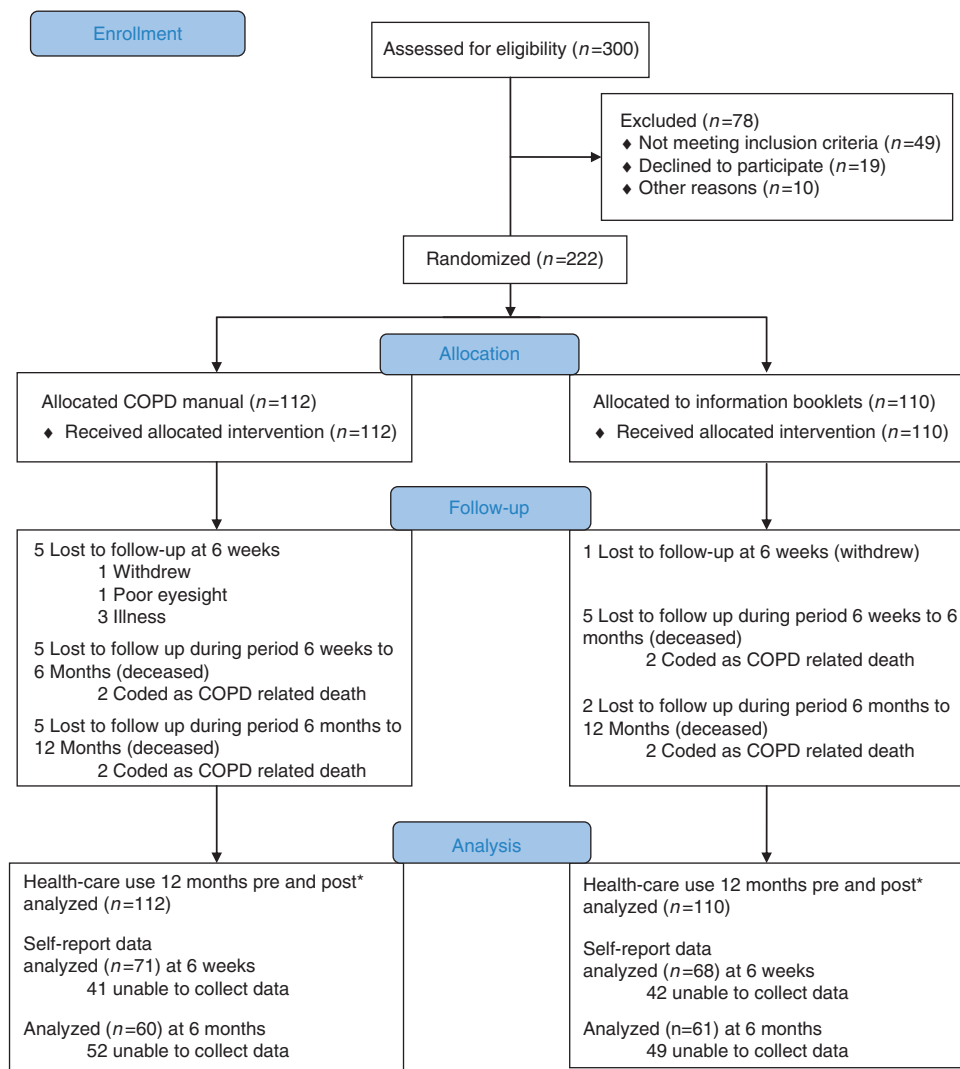 Enrollment
Assessed for eligibility (n=300)
Excluded (n=78)
♦ Not meeting inclusion criteria (n=49)
♦ Declined to participate (n=19)
♦ Other reasons (n=10)
Randomized (n=222)
Allocation
Allocated COPD manual (n=112)
♦ Received allocated intervention (n=112)
Allocated to information booklets (n=110)
♦ Received allocated intervention (n=110)
Follow-up
5 Lost to follow-up at 6 weeks
1 Withdrew
1 Poor eyesight
3 Illness
5 Lost to follow up during period 6 weeks to
6 Months (deceased)
2 Coded as COPD related death
5 Lost to follow up during period 6 months to
12 Months (deceased)
2 Coded as COPD related death
1 Lost to follow-up at 6 weeks (withdrew)
5 Lost to follow up during period 6 weeks to 6
months (deceased)
2 Coded as COPD related death
2 Lost to follow up during period 6 months to
12 Months (deceased)
2 Coded as COPD related death
Analysis
Health-care use 12 months pre and post*
analyzed (n=112)
Self-report data
analyzed (n=71) at 6 weeks
41 unable to collect data
Analyzed (n=60) at 6 months
52 unable to collect data
Health-care use 12 months pre and post*
analyzed (n=110)
Self-report data
analyzed (n=68) at 6 weeks
42 unable to collect data
Analyzed (n=61) at 6 months
49 unable to collect data